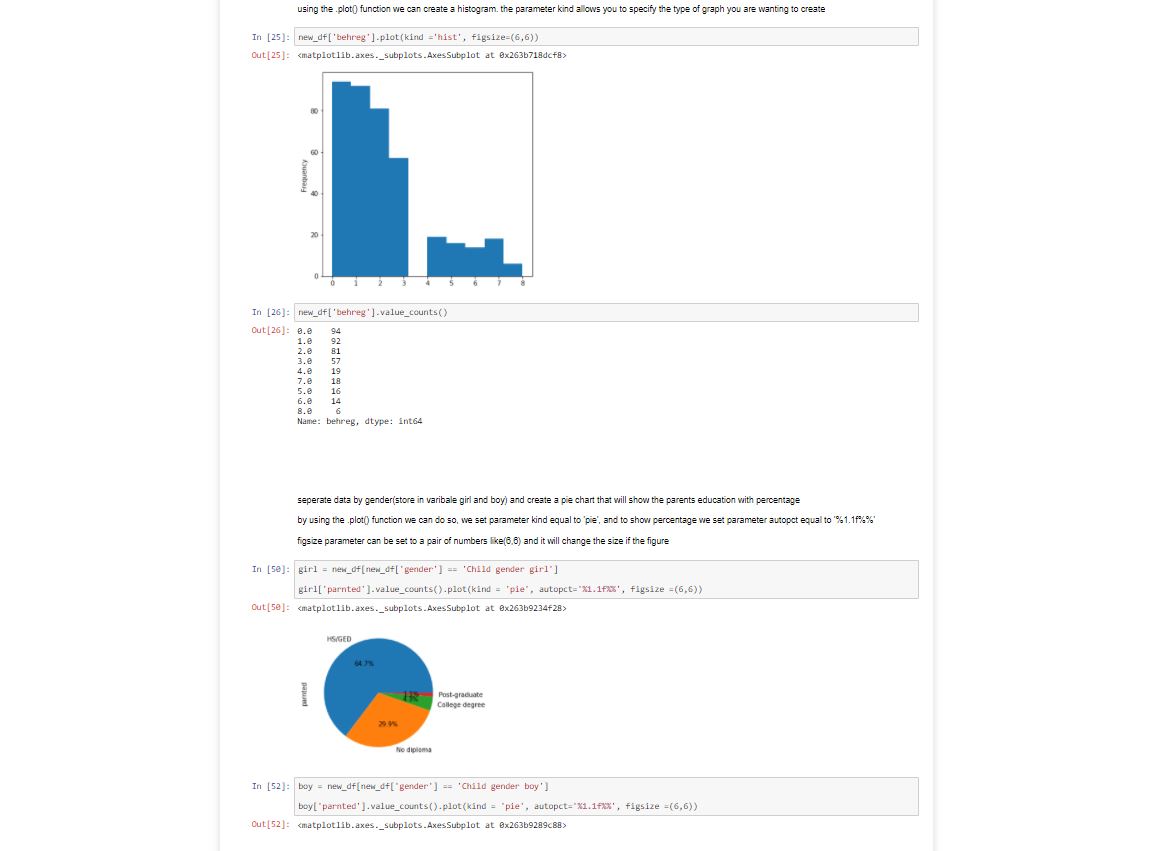 using the .plot() function we can create a histogram. the parameter kind allows you to specify the type of graph you are wanting to create
In [25]: new_df['behreg'].plot(kind ='hist', figsize=(6,6))
Out[25]: <matplotlib.axes._subplots.AxesSubplot at 0x263b718dcf8>
80
60
40
20
0
Frequency
0 1 2 3 4 5 6 7 8
In [26]: new_df['behreg'].value_counts()
Out[26]: 0.0 94
1.0 92
2.0 81
3.0 57
4.0 19
7.0 18
5.0 16
6.0 14
8.0 6
Name: behreg, dtype: int64
seperate data by gender(store in varibale girl and boy) and create a pie chart that will show the parents education with percentage
by using the .plot() function we can do so, we set parameter kind equal to 'pie', and to show percentage we set parameter autopct equal to '%1.1f%%'
figsize parameter can be set to a pair of numbers like(6,6) and it will change the size if the figure
In [50]: girl = new_df[new_df['gender'] == 'Child gender girl']
girl['parnted'].value_counts().plot(kind = 'pie', autopct='%1.1f%%', figsize =(6,6))
Out[50]: <matplotlib.axes._subplots.AxesSubplot at 0x263b9234f28>
HS/GED
64.7%
parnted
Post-graduate
College degree
29.9%
No diploma
In [52]: boy = new_df[new_df['gender'] == 'Child gender boy']
boy['parnted'].value_counts().plot(kind = 'pie', autopct='%1.1f%%', figsize =(6,6))
Out[52]: <matplotlib.axes._subplots.AxesSubplot at 0x263b9289c88>